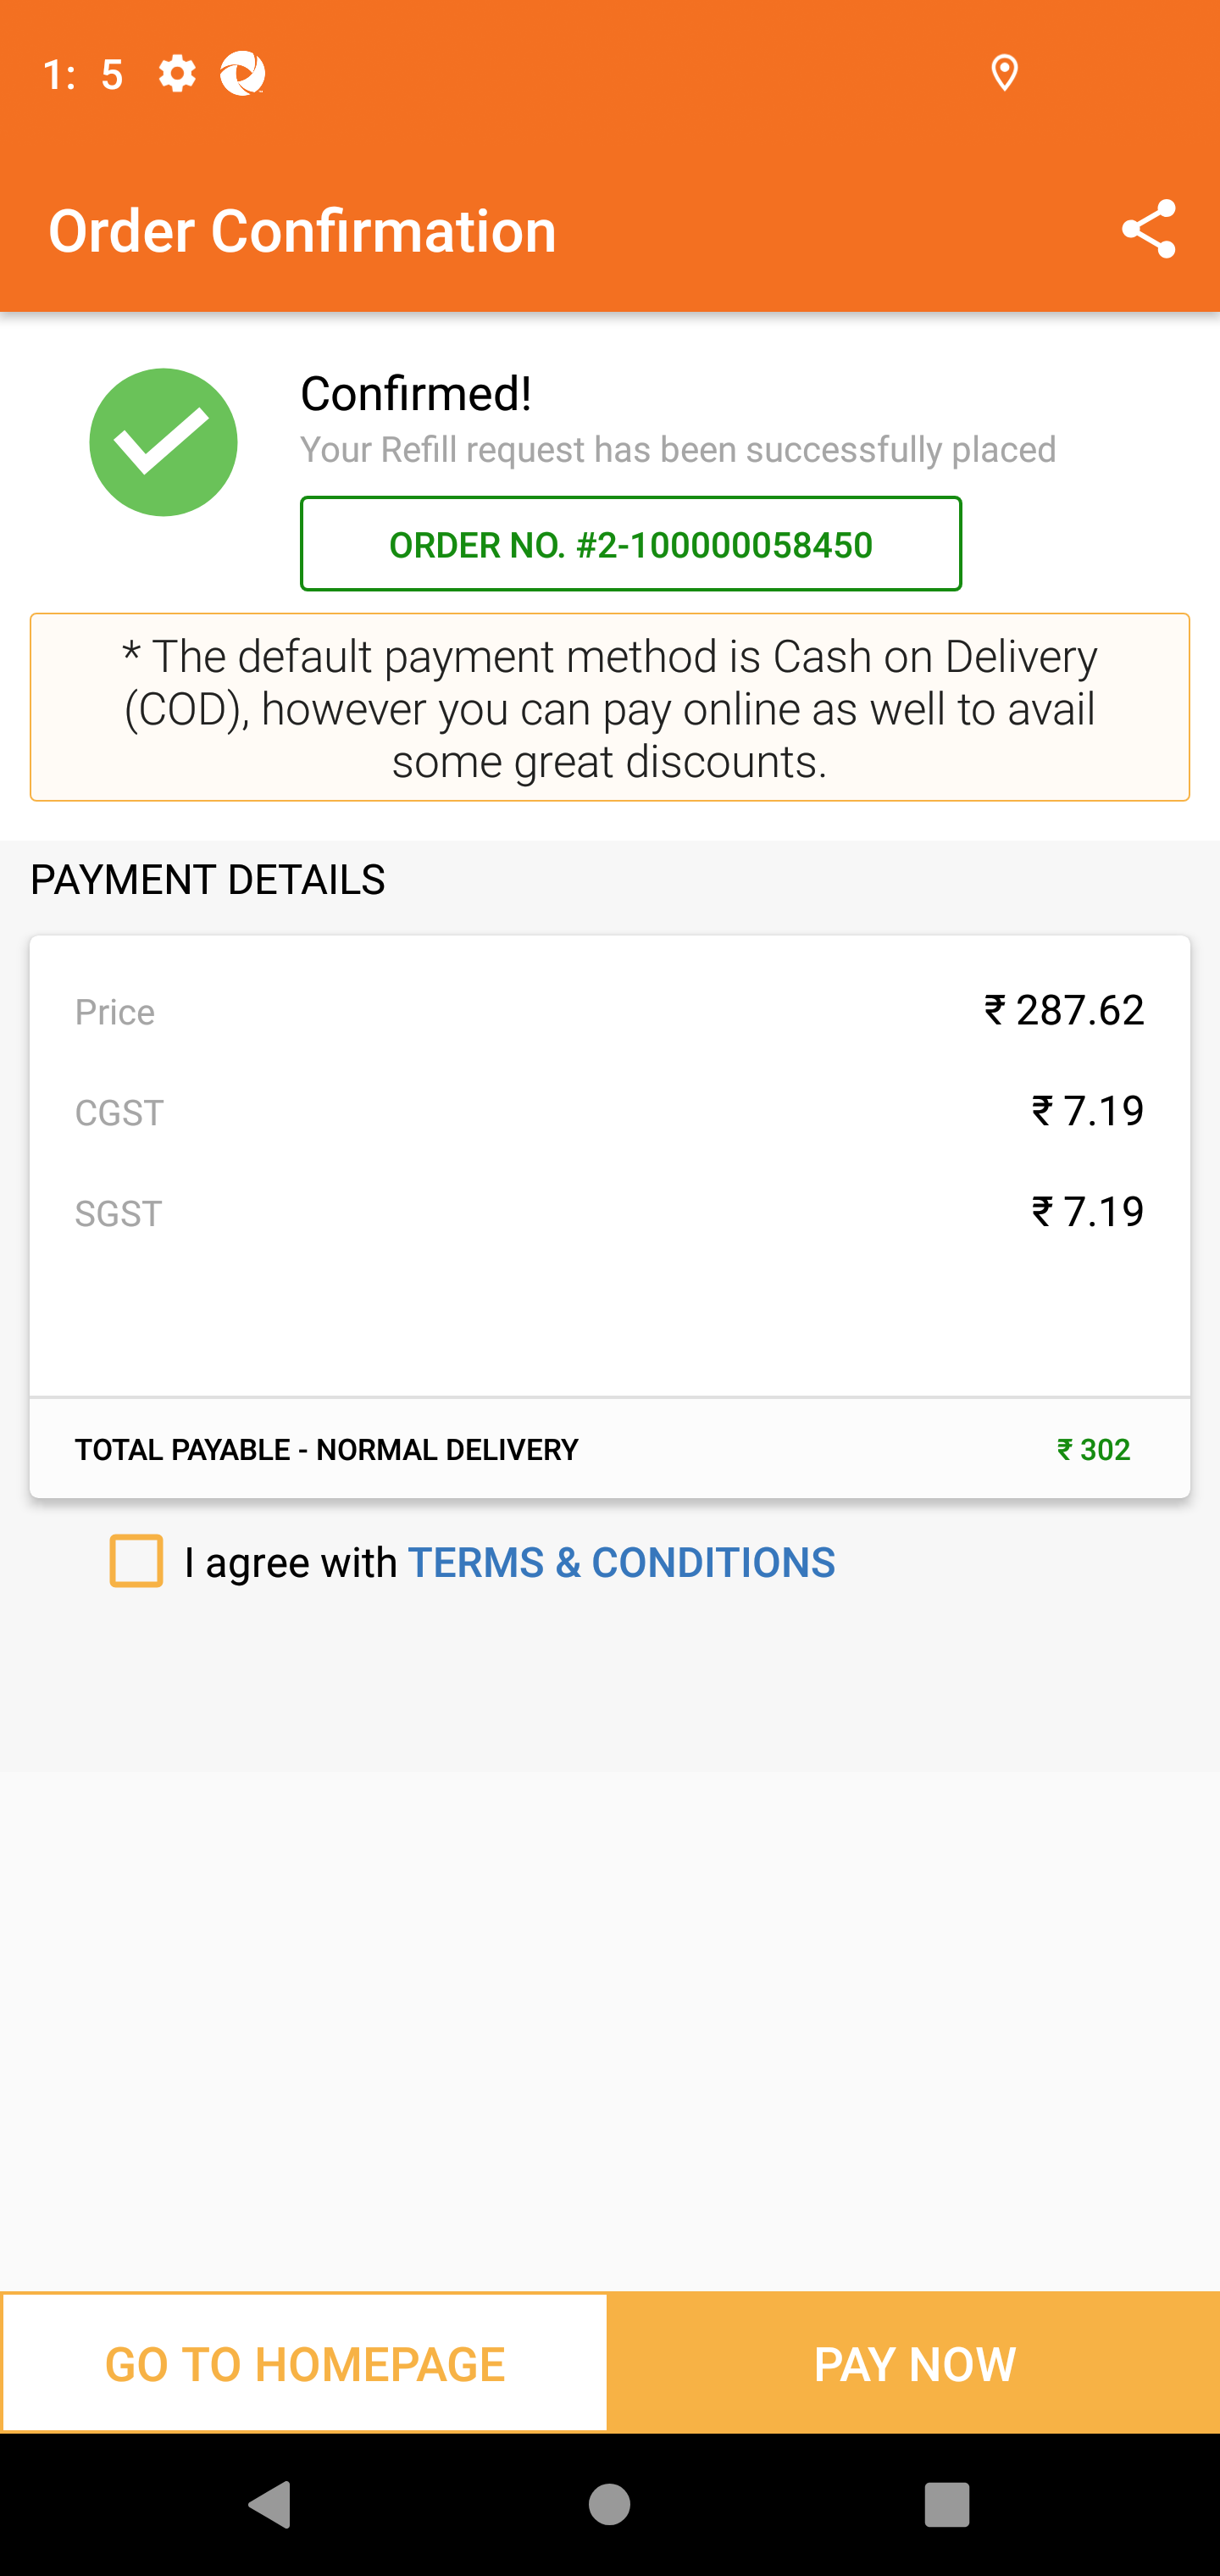 1: 5
Order Confirmation
Confirmed!
Your Refill request has been successfully placed
ORDER NO. #2-100000058450
* The default payment method is Cash on Delivery
(COD), however you can pay online as well to avail
some great discounts.
PAYMENT DETAILS
Price ₹ 287.62
CGST ₹ 7.19
SGST ₹ 7.19
TOTAL PAYABLE - NORMAL DELIVERY ₹ 302
I agree with TERMS & CONDITIONS
GO TO HOMEPAGE PAY NOW